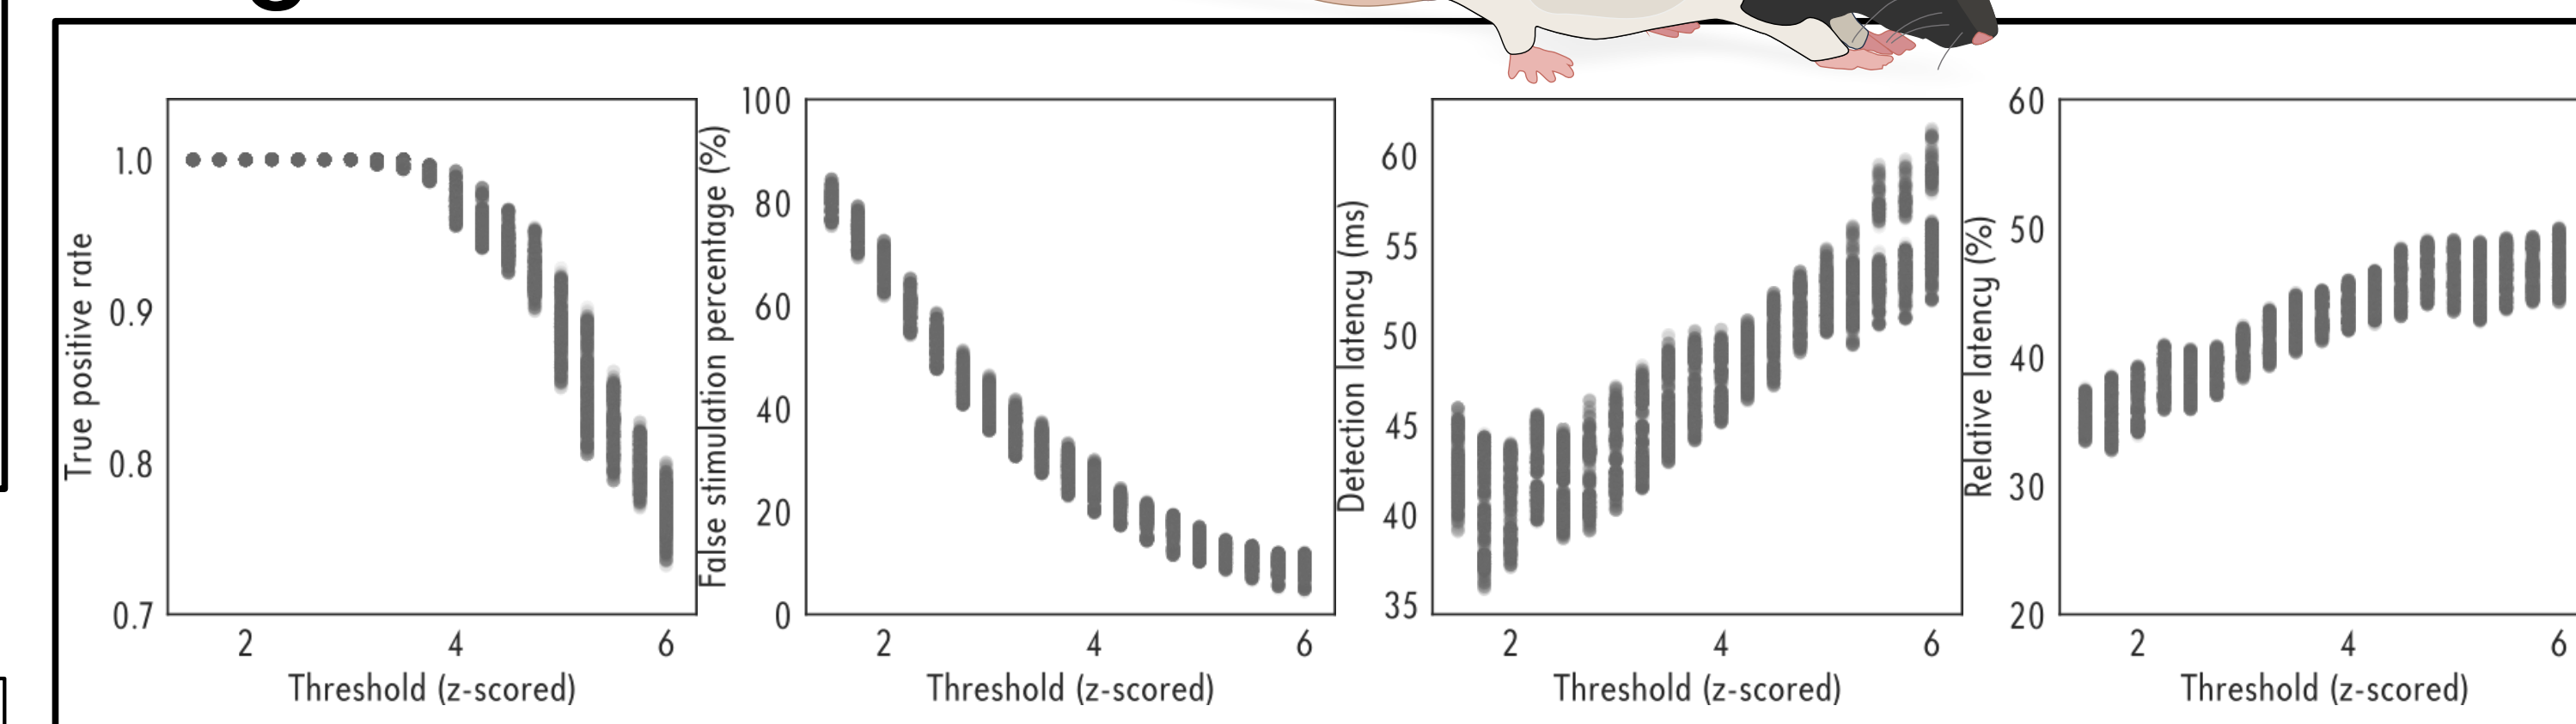 True positive rate
1.0
0.9
0.8
0.7
2 4 6
Threshold (z-scored)
False stimulation percentage (%)
100
80
60
40
20
0
2 4 6
Threshold (z-scored)
Detection latency (ms)
60
55
50
45
40
35
2 4 6
Threshold (z-scored)
Relative latency (%)
60
50
40
30
20
2 4 6
Threshold (z-scored)